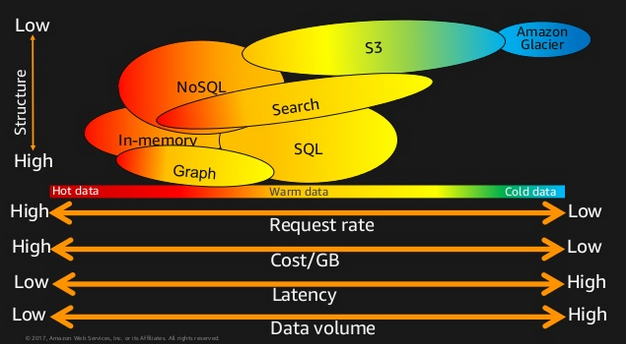 Low
Structure
High
S3
Amazon
Glacier
NoSQL
Search
In-memory
SQL
Graph
Hot data
Warm data
Cold data
High
Low
Request rate
High
Low
Cost/GB
Low
High
Latency
Low
High
Data volume
© 2017, Amazon Web Services, Inc. or its Affiliates. All rights reserved.